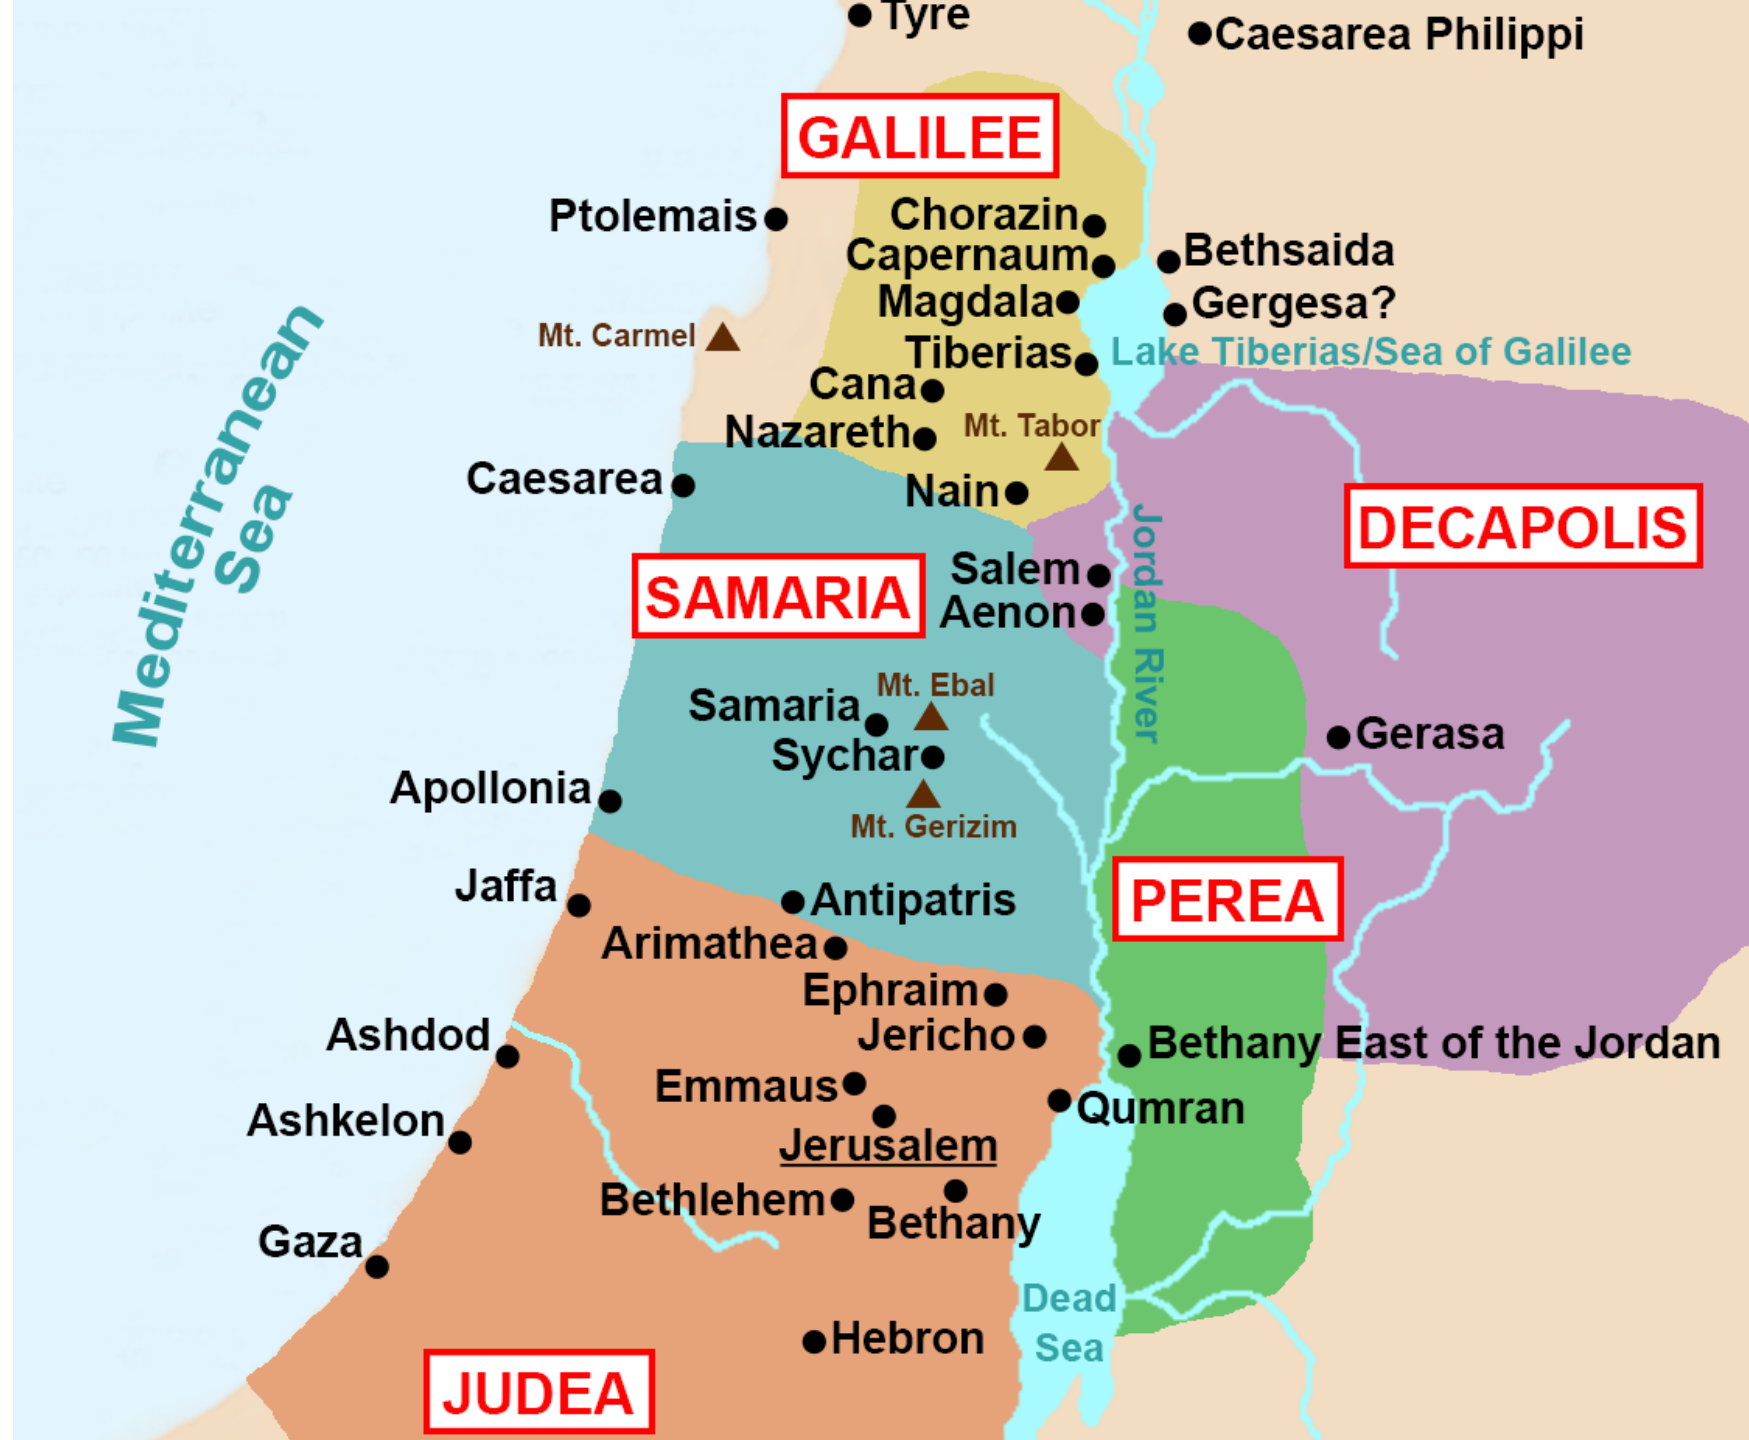 Tyre
Caesarea Philippi
GALILEE
Ptolemais
Chorazin
Capernaum
Bethsaida
Magdala
Gergesa?
Mt. Carmel
Tiberias
Lake Tiberias/Sea of Galilee
Cana
Nazareth
Mt. Tabor
Mediterranean
Sea
Caesarea
Nain
DECAPOLIS
Jordan River
SAMARIA
Salem
Aenon
Mt. Ebal
Samaria
Gerasa
Sychar
Apollonia
Mt. Gerizim
Jaffa
Antipatris
PEREA
Arimathea
Ephraim
Ashdod
Jericho
Bethany East of the Jordan
Emmaus
Qumran
Ashkelon
Jerusalem
Bethlehem
Bethany
Gaza
Dead
Sea
Hebron
JUDEA